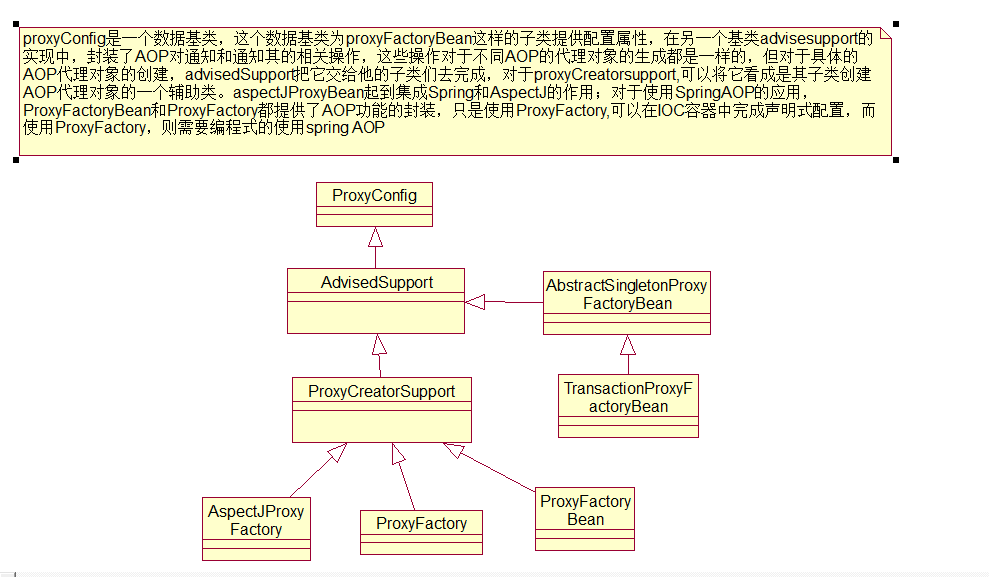 proxyConfig是一个数据基类，这个数据基类为proxyFactoryBean这样的子类提供配置属性，在另一个基类advisesupport的
实现中，封装了AOP对通知和通知其的相关操作，这些操作对于不同AOP的代理对象的生成都是一样的，但对于具体的
AOP代理对象的创建，advisedSupport把它交给他的子类们去完成，对于proxyCreatorsupport,可以将它看成是其子类创建
AOP代理对象的一个辅助类。aspectJProxyBean起到集成Spring和AspectJ的作用；对于使用SpringAOP的应用，
ProxyFactoryBean和ProxyFactory都提供了AOP功能的封装，只是使用ProxyFactory,可以在IOC容器中完成声明式配置，而
使用ProxyFactory，则需要编程式的使用spring AOP
ProxyConfig
AdvisedSupport
AbstractSingletonProxy
FactoryBean
ProxyCreatorSupport
TransactionProxyF
actoryBean
AspectJProxy
Factory
ProxyFactory
ProxyFactory
Bean